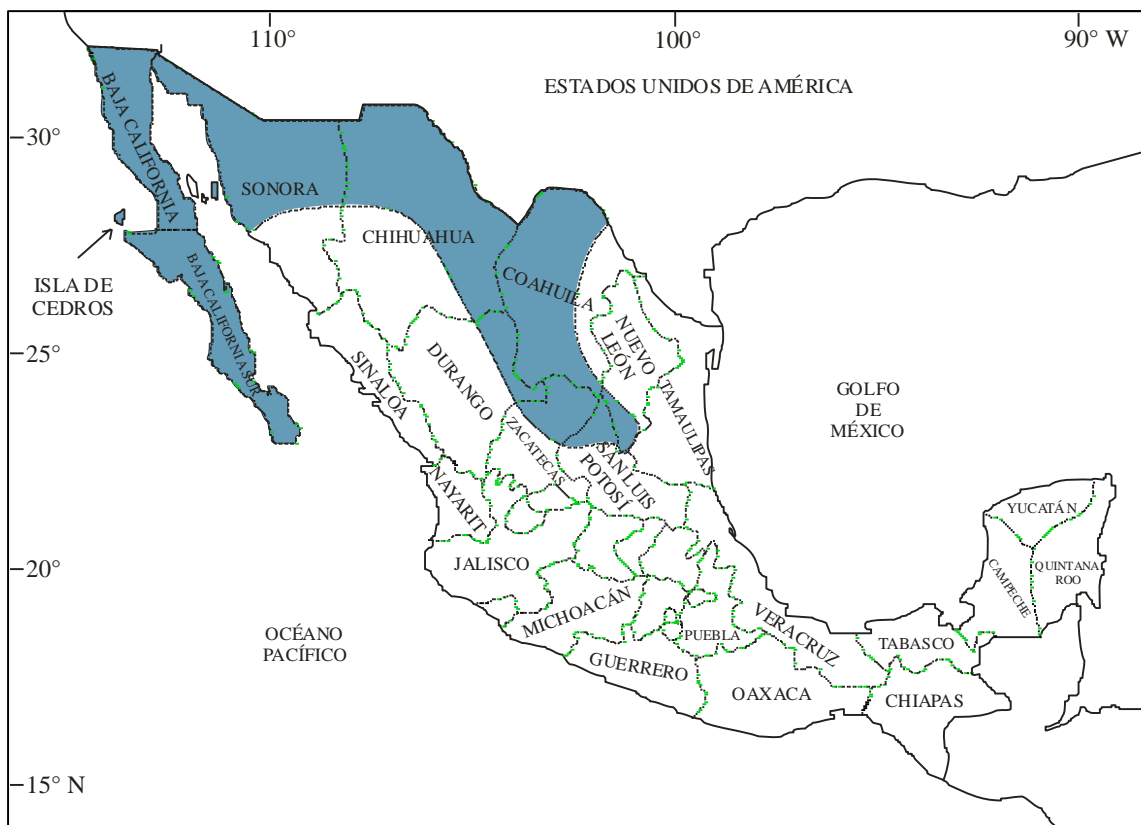 110°
100°
90° W
ESTADOS UNIDOS DE AMÉRICA
30°
BAJA CALIFORNIA
SONORA
CHIHUAHUA
COAHUILA
ISLA DE
CEDROS
BAJA CALIFORNIA SUR
25°
NUEVO
LEÓN
SINALOA
DURANGO
TAMAULIPAS
GOLFO
DE
MÉXICO
ZACATECAS
SAN LUIS
POTOSÍ
NAYARIT
YUCATÁN
20°
JALISCO
QUINTANA
ROO
CAMPECHE
MICHOACÁN
VERACRUZ
OCÉANO
PACÍFICO
PUEBLA
TABASCO
GUERRERO
OAXACA
CHIAPAS
15° N